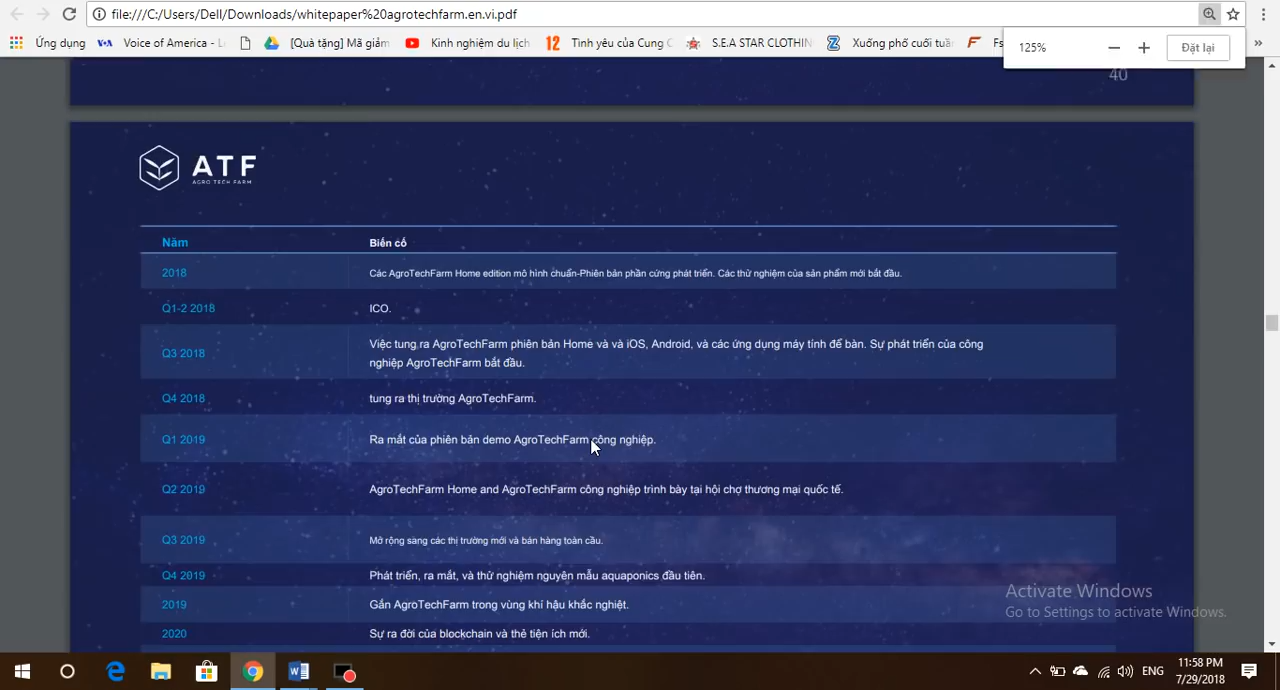 file:///C:/Users/Dell/Downloads/whitepaper%20agrotechfarm.en.vi.pdf
Ứng dụng
VOA Voice of America - L
[Quà tặng] Mã giảm
Kinh nghiệm du lịch
12 Tình yêu của Cung
S.E.A STAR CLOTHIN
Z Xuống phố cuối tuần
F Fs
»
125% − + Đặt lại
40
ATF
AGRO TECH FARM
Năm Biến cố
2018 Các AgroTechFarm Home edition mô hình chuẩn-Phiên bản phần cứng phát triển. Các thử nghiệm của sản phẩm mới bắt đầu.
Q1-2 2018 ICO.
Q3 2018 Việc tung ra AgroTechFarm phiên bản Home và và iOS, Android, và các ứng dụng máy tính để bàn. Sự phát triển của công
nghiệp AgroTechFarm bắt đầu.
Q4 2018 tung ra thị trường AgroTechFarm.
Q1 2019 Ra mắt của phiên bản demo AgroTechFarm công nghiệp.
Q2 2019 AgroTechFarm Home and AgroTechFarm công nghiệp trình bày tại hội chợ thương mại quốc tế.
Q3 2019 Mở rộng sang các thị trường mới và bán hàng toàn cầu.
Q4 2019 Phát triển, ra mắt, và thử nghiệm nguyên mẫu aquaponics đầu tiên.
2019 Gắn AgroTechFarm trong vùng khí hậu khắc nghiệt.
2020 Sự ra đời của blockchain và thẻ tiện ích mới.
Activate Windows
Go to Settings to activate Windows.
ENG
11:58 PM
7/29/2018